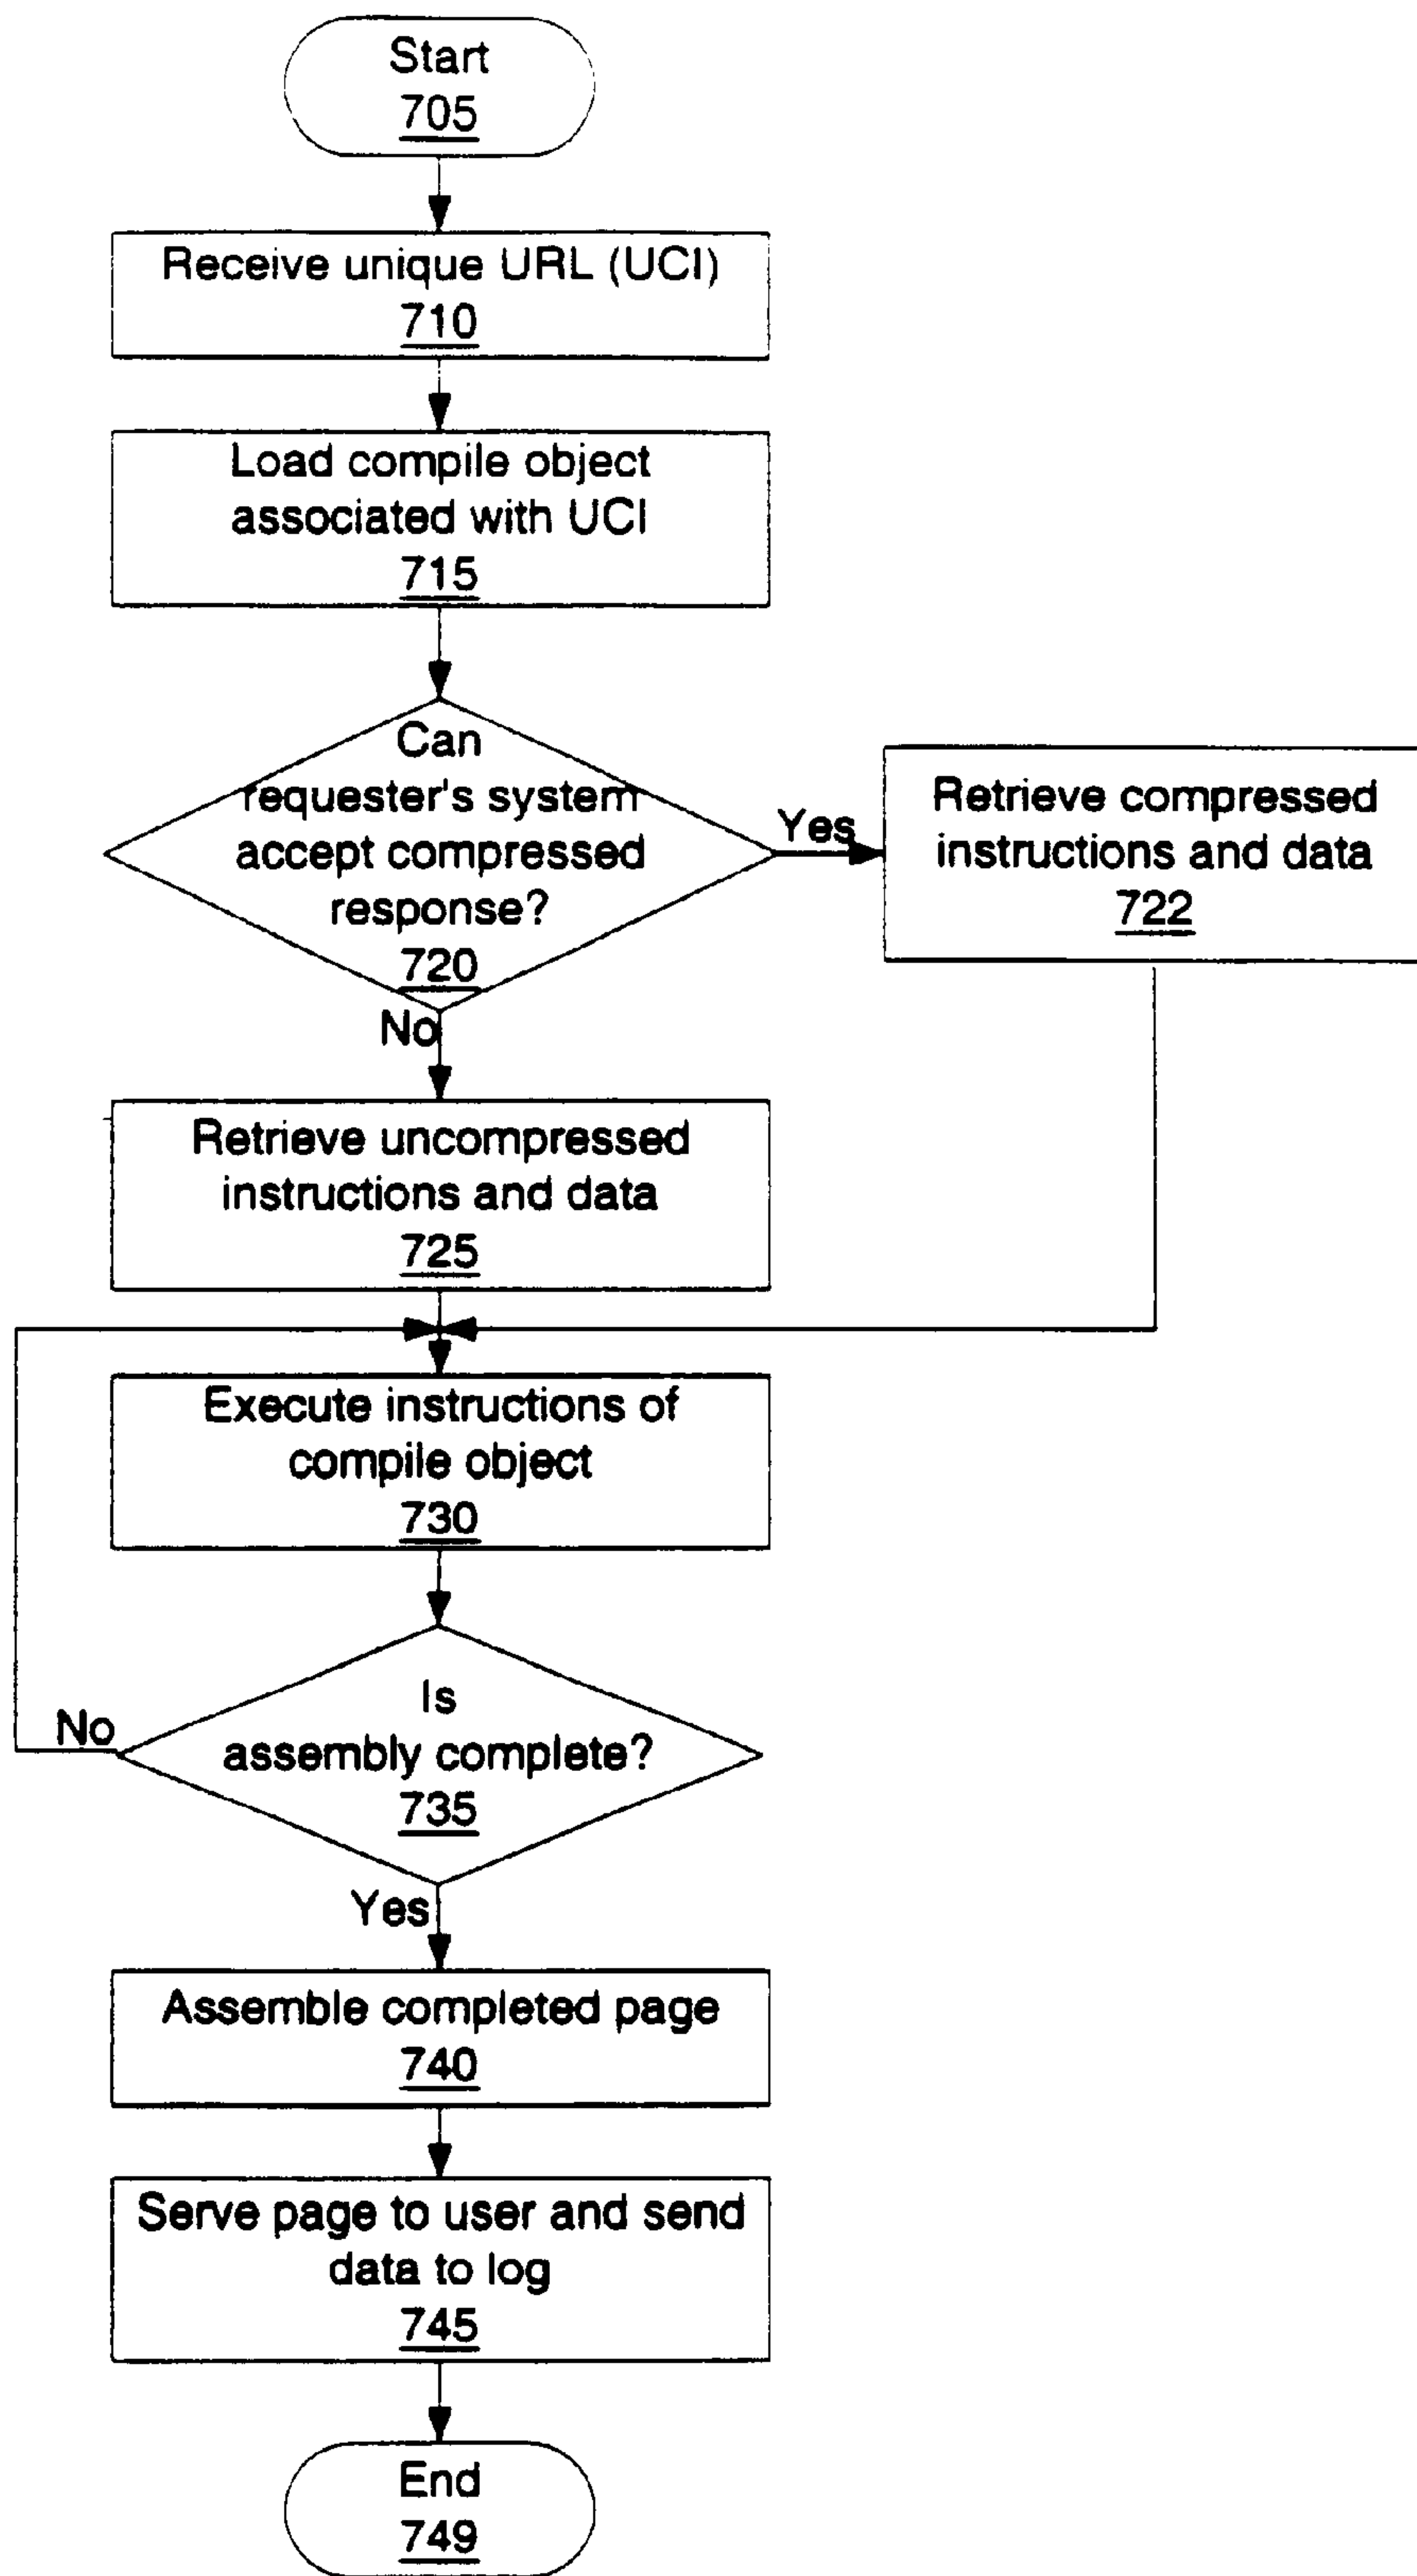 Start
705
Receive unique URL (UCI)
710
Load compile object
associated with UCI
715
Can
requester's system
accept compressed
response?
720
Yes
Retrieve compressed
instructions and data
722
No
Retrieve uncompressed
instructions and data
725
Execute instructions of
compile object
730
Is
assembly complete?
735
No
Yes
Assemble completed page
740
Serve page to user and send
data to log
745
End
749